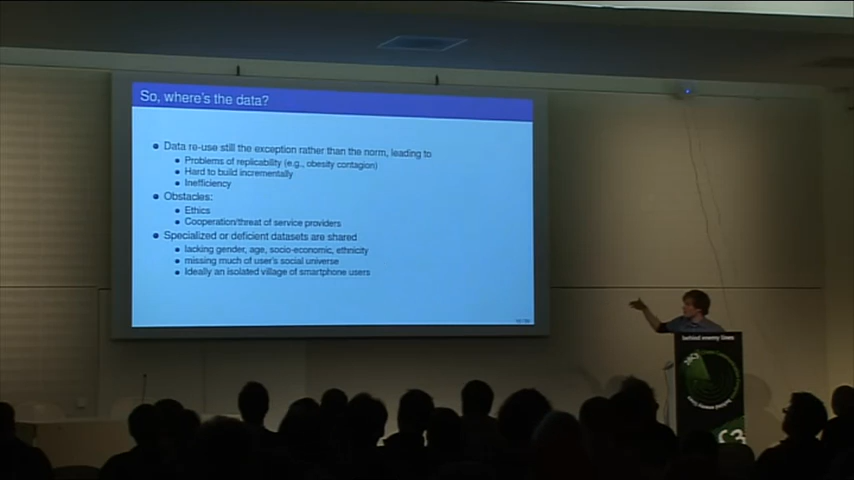 So, where's the data?
Data re-use still the exception rather than the norm, leading to
Problems of replicability (e.g., obesity contagion)
Hard to build incrementally
Inefficiency
Obstacles:
Ethics
Cooperation/threat of service providers
Specialized or deficient datasets are shared
lacking gender, age, socio-economic, ethnicity
missing much of user's social universe
Ideally an isolated village of smartphone users
behind enemy lines